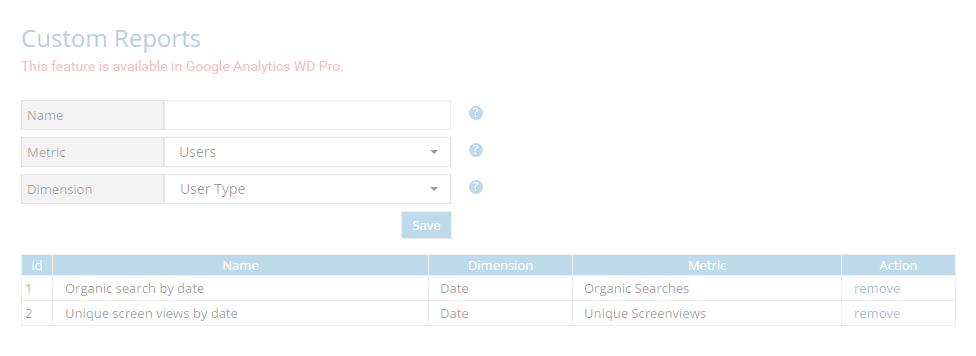 Custom Reports
This feature is available in Google Analytics WD Pro.
Name ?
Metric Users ?
Dimension User Type ?
Save
Id Name Dimension Metric Action
1 Organic search by date Date Organic Searches remove
2 Unique screen views by date Date Unique Screenviews remove